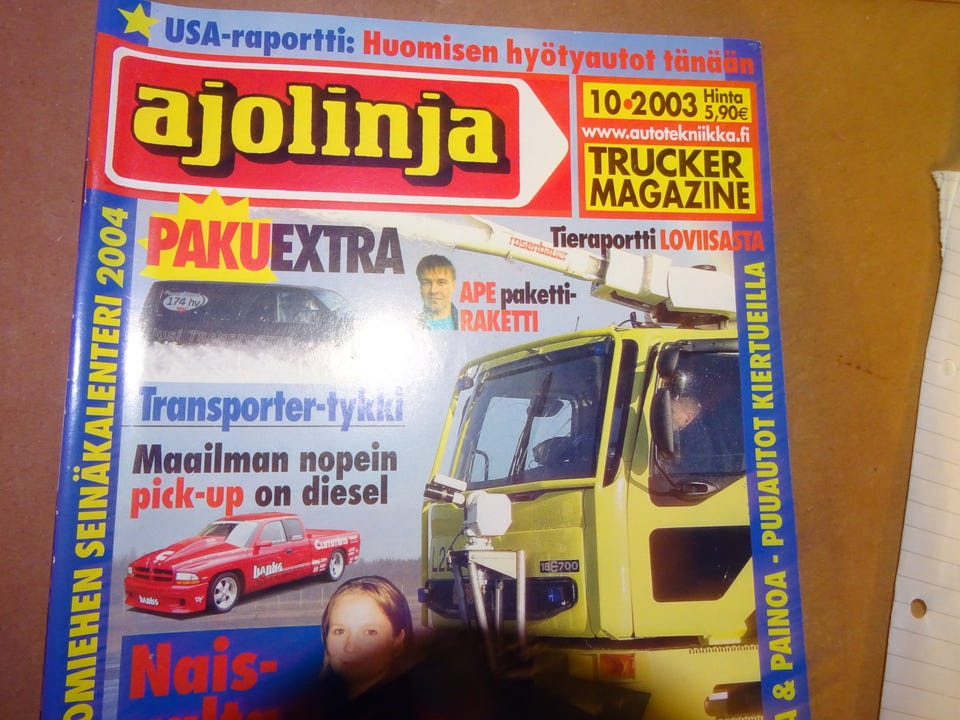 USA-raportti: Huomisen hyötyautot tänään
ajolinja
10•2003 Hinta 5,90€
www.autotekniikka.fi
TRUCKER
MAGAZINE
PAKUEXTRA
rosenbauer
Tieraportti LOVIISASTA
174 hv
APE paketti-
RAKETTI
Transporter-tykki
Maailman nopein
pick-up on diesel
Cummins
banks
banks
Nais-
OMIEHEN SEINÄKALENTERI 2004
& PAINOA - PUUAUTOT KIERTUEILLA